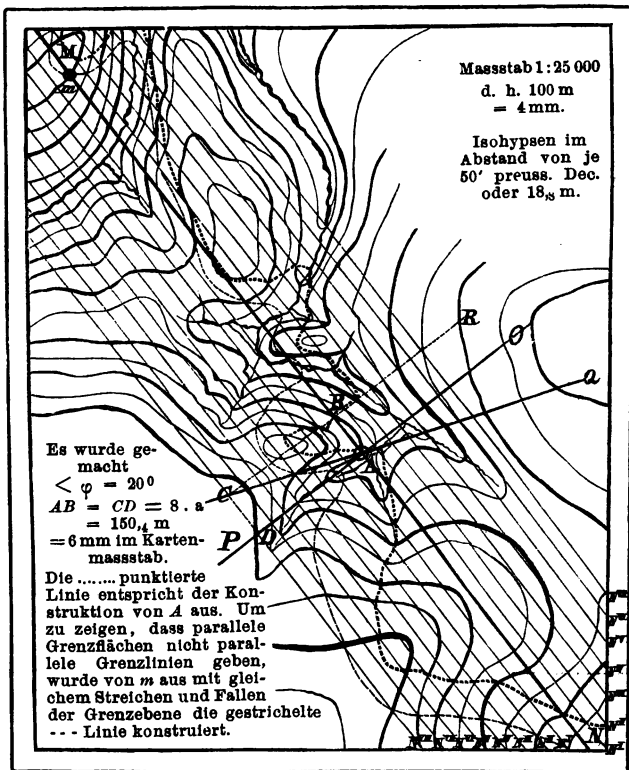 M
m
Massstab 1:25 000
d. h. 100 m
= 4 mm.
Isohypsen im
Abstand von je
50' preuss. Dec.
oder 18,8 m.
A
R
O
a
B
C
P
D
Es wurde ge-
macht
< φ = 20⁰
AB = CD = 8 . a
= 150,4 m
= 6 mm im Karten-
massstab.
Die ........ punktierte
Linie entspricht der Kon-
struktion von A aus. Um
zu zeigen, dass parallele
Grenzflächen nicht paral-
lele Grenzlinien geben,
wurde von m aus mit glei-
chem Streichen und Fallen
der Grenzebene die gestrichelte
- - - Linie konstruiert.
N